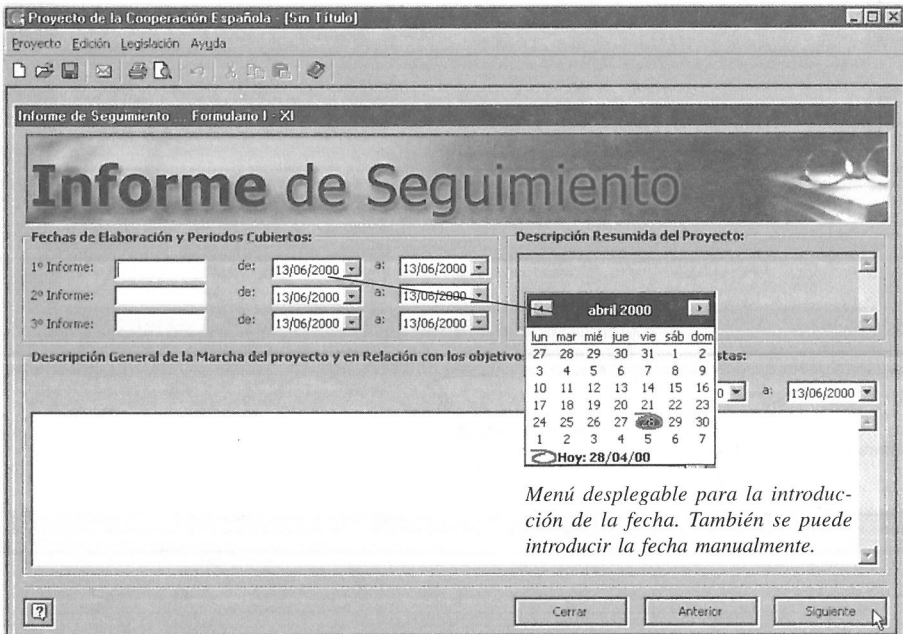 Proyecto de la Cooperación Española - [Sin Título]
Proyecto Edición Legislación Ayuda
Informe de Seguimiento ... Formulario I - XI
Informe de Seguimiento
Fechas de Elaboración y Periodos Cubiertos:
1º Informe: de: 13/06/2000 a: 13/06/2000
2º Informe: de: 13/06/2000 a: 13/06/2000
3º Informe: de: 13/06/2000 a: 13/06/2000
Descripción Resumida del Proyecto:
abril 2000
lun mar mié jue vie sáb dom
27 28 29 30 31 1 2
3 4 5 6 7 8 9
10 11 12 13 14 15 16
17 18 19 20 21 22 23
24 25 26 27 28 29 30
1 2 3 4 5 6 7
Hoy: 28/04/00
Descripción General de la Marcha del proyecto y en Relación con los objetivo stas:
0 a: 13/06/2000
Menú desplegable para la introduc-
ción de la fecha. También se puede
introducir la fecha manualmente.
Cerrar Anterior Siguiente